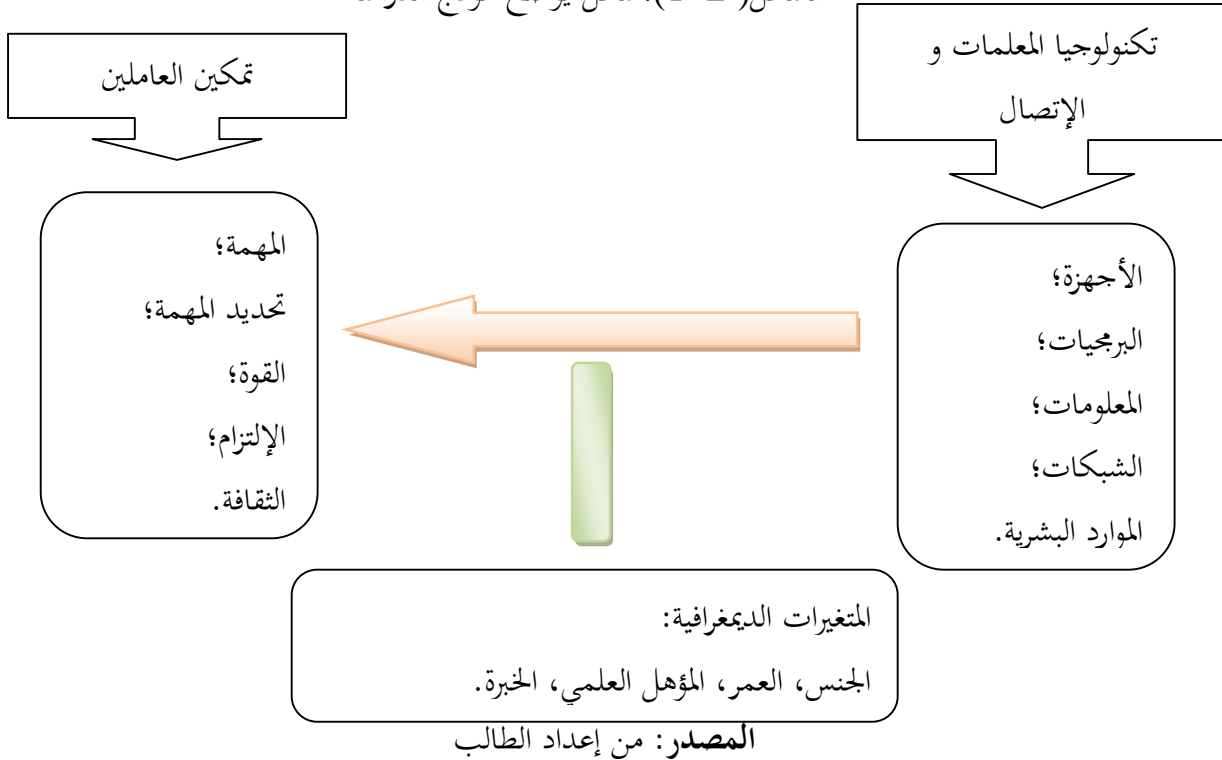 تكنولوجيا المعلمات و
الإتصال
تمكين العاملين
الأجهزة؛
البرمجيات؛
المعلومات؛
الشبكات؛
الموارد البشرية.
المهمة؛
تحديد المهمة؛
القوة؛
الإلتزام؛
الثقافة.
المتغيرات الديمغرافية:
الجنس، العمر، المؤهل العلمي، الخبرة.
المصدر: من إعداد الطالب